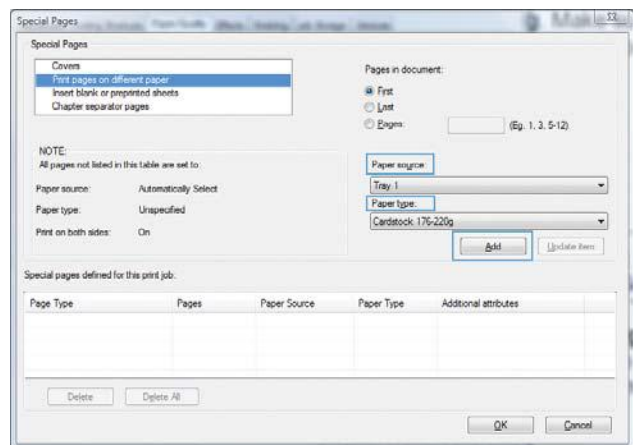 Special Pages
Special Pages
Covers
Print pages on different paper
Insert blank or preprinted sheets
Chapter separator pages
Pages in document:
First
Last
Pages:
(Eg. 1, 3, 5-12)
NOTE:
All pages not listed in this table are set to:
Paper source: Automatically Select
Paper type: Unspecified
Print on both sides: On
Paper source:
Tray 1
Paper type:
Cardstock 176-220g
Add Update item
Special pages defined for this print job:
Page Type Pages Paper Source Paper Type Additional attributes
Delete Delete All
OK Cancel